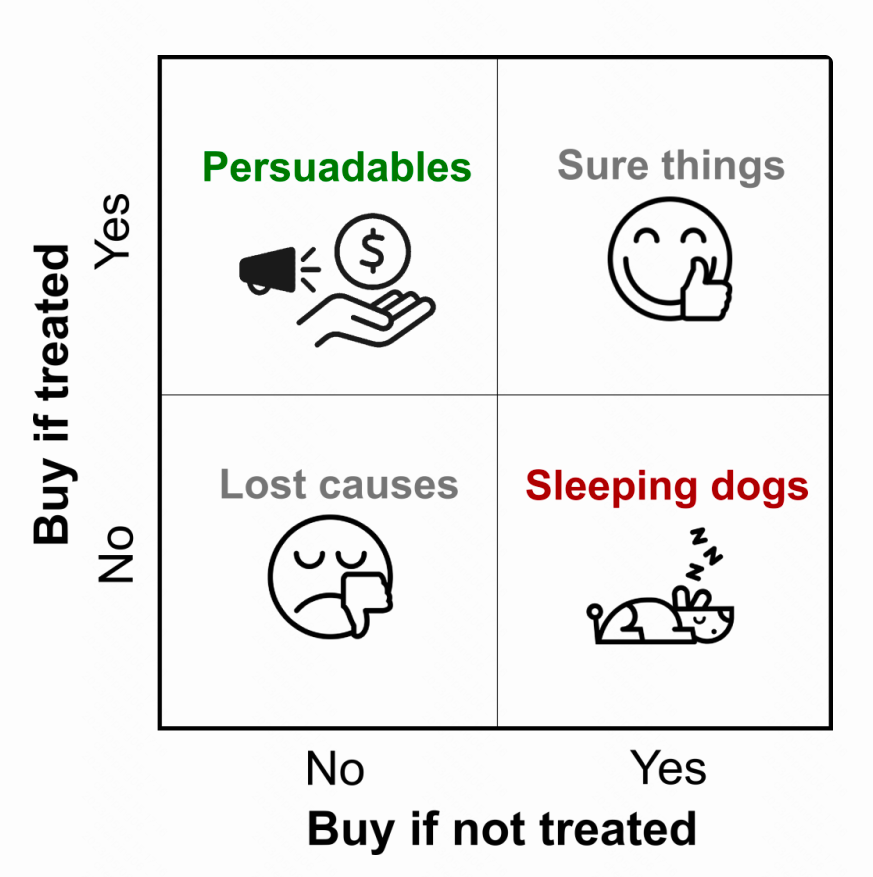 Persuadables
Sure things
$
Yes
Buy if treated
Lost causes
Sleeping dogs
z
z
z
No
No
Yes
Buy if not treated